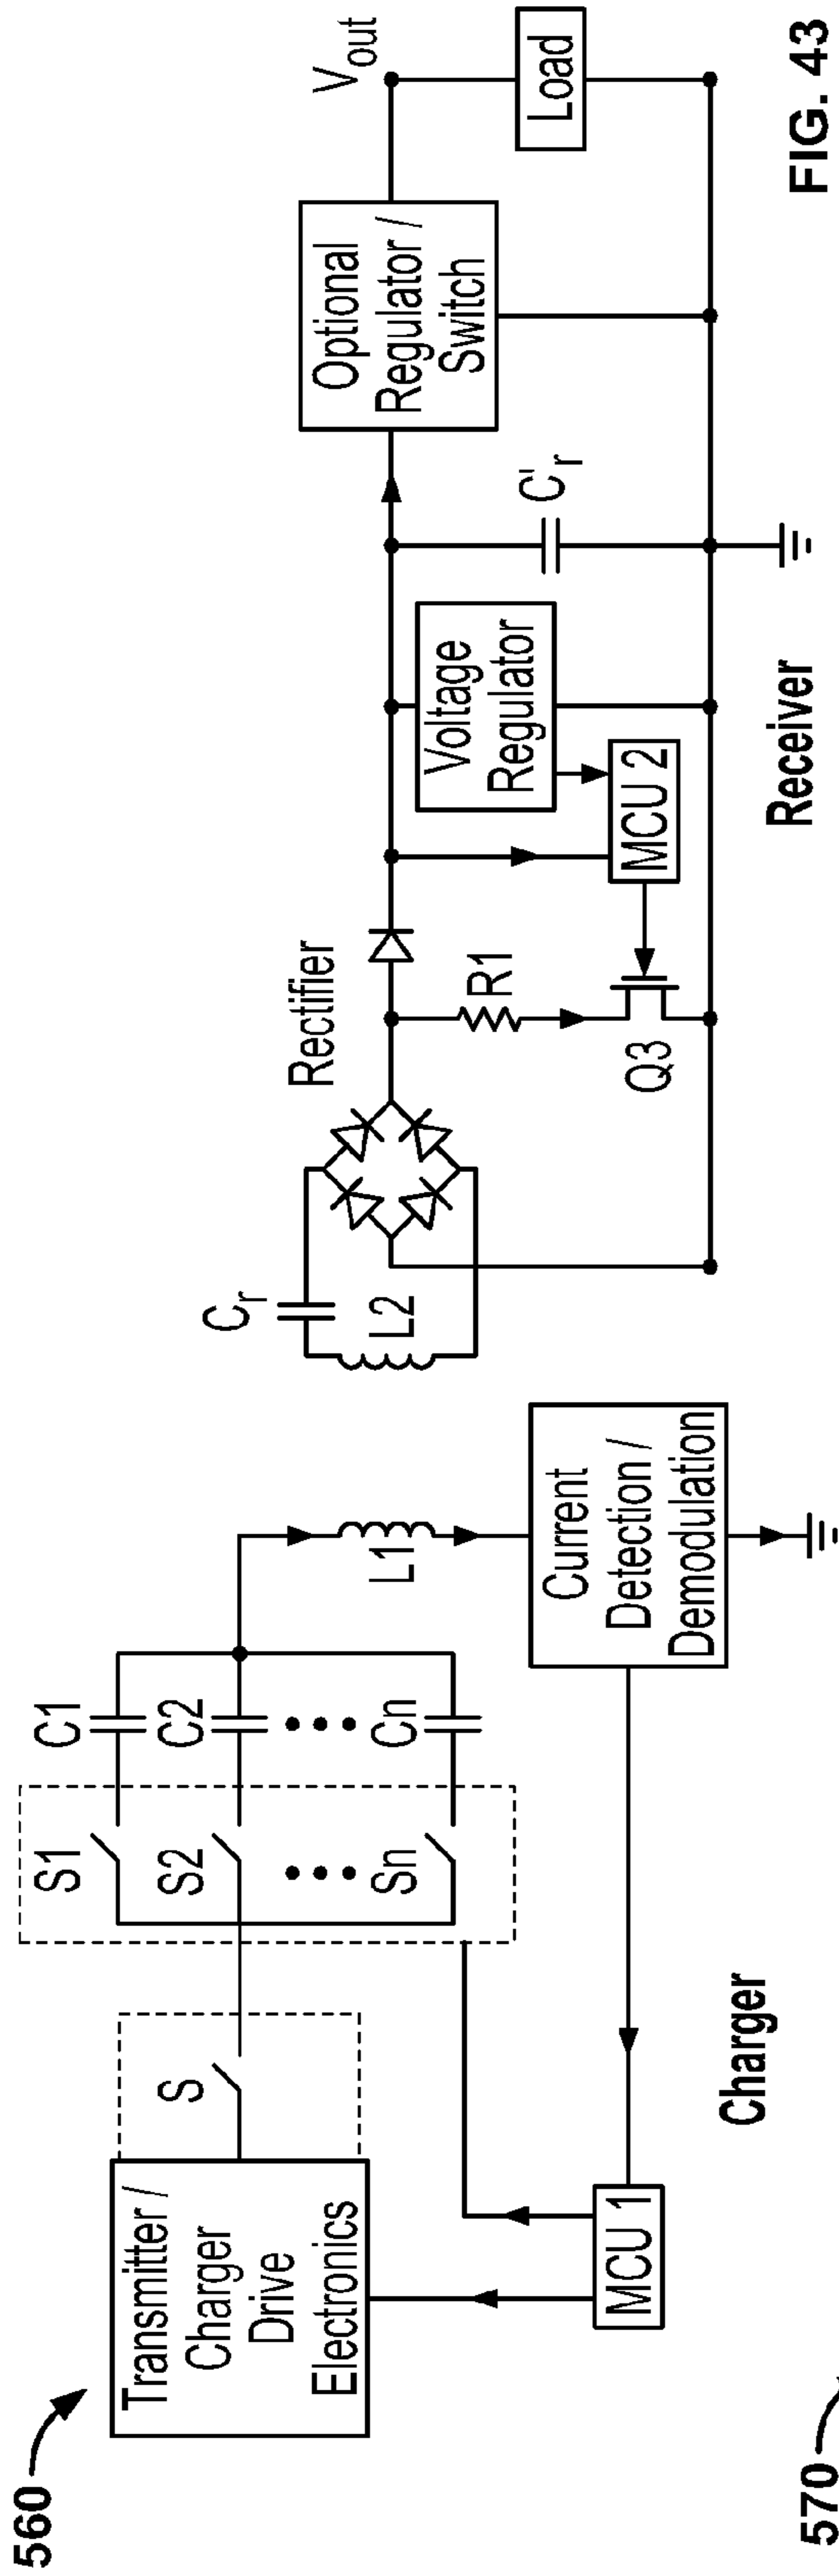 560
Transmitter /
Charger
Drive
Electronics
S
S1
S2
Sn
C1
C2
Cn
L1
Current
Detection /
Demodulation
MCU 1
Charger
Cr
L2
Rectifier
R1
Q3
MCU 2
Voltage
Regulator
C'r
Optional
Regulator /
Switch
Vout
Load
Receiver
FIG. 43
570